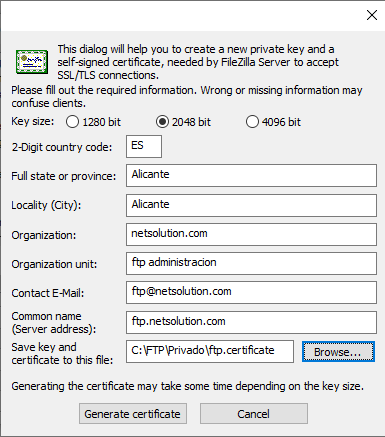 This dialog will help you to create a new private key and a
self-signed certificate, needed by FileZilla Server to accept
SSL/TLS connections.
Please fill out the required information. Wrong or missing information may
confuse clients.
Key size: 1280 bit 2048 bit 4096 bit
2-Digit country code: ES
Full state or province: Alicante
Locality (City): Alicante
Organization: netsolution.com
Organization unit: ftp administracion
Contact E-Mail: ftp@netsolution.com
Common name
(Server address): ftp.netsolution.com
Save key and
certificate to this file: C:\FTP\Privado\ftp.certificate Browse...
Generating the certificate may take some time depending on the key size.
Generate certificate Cancel